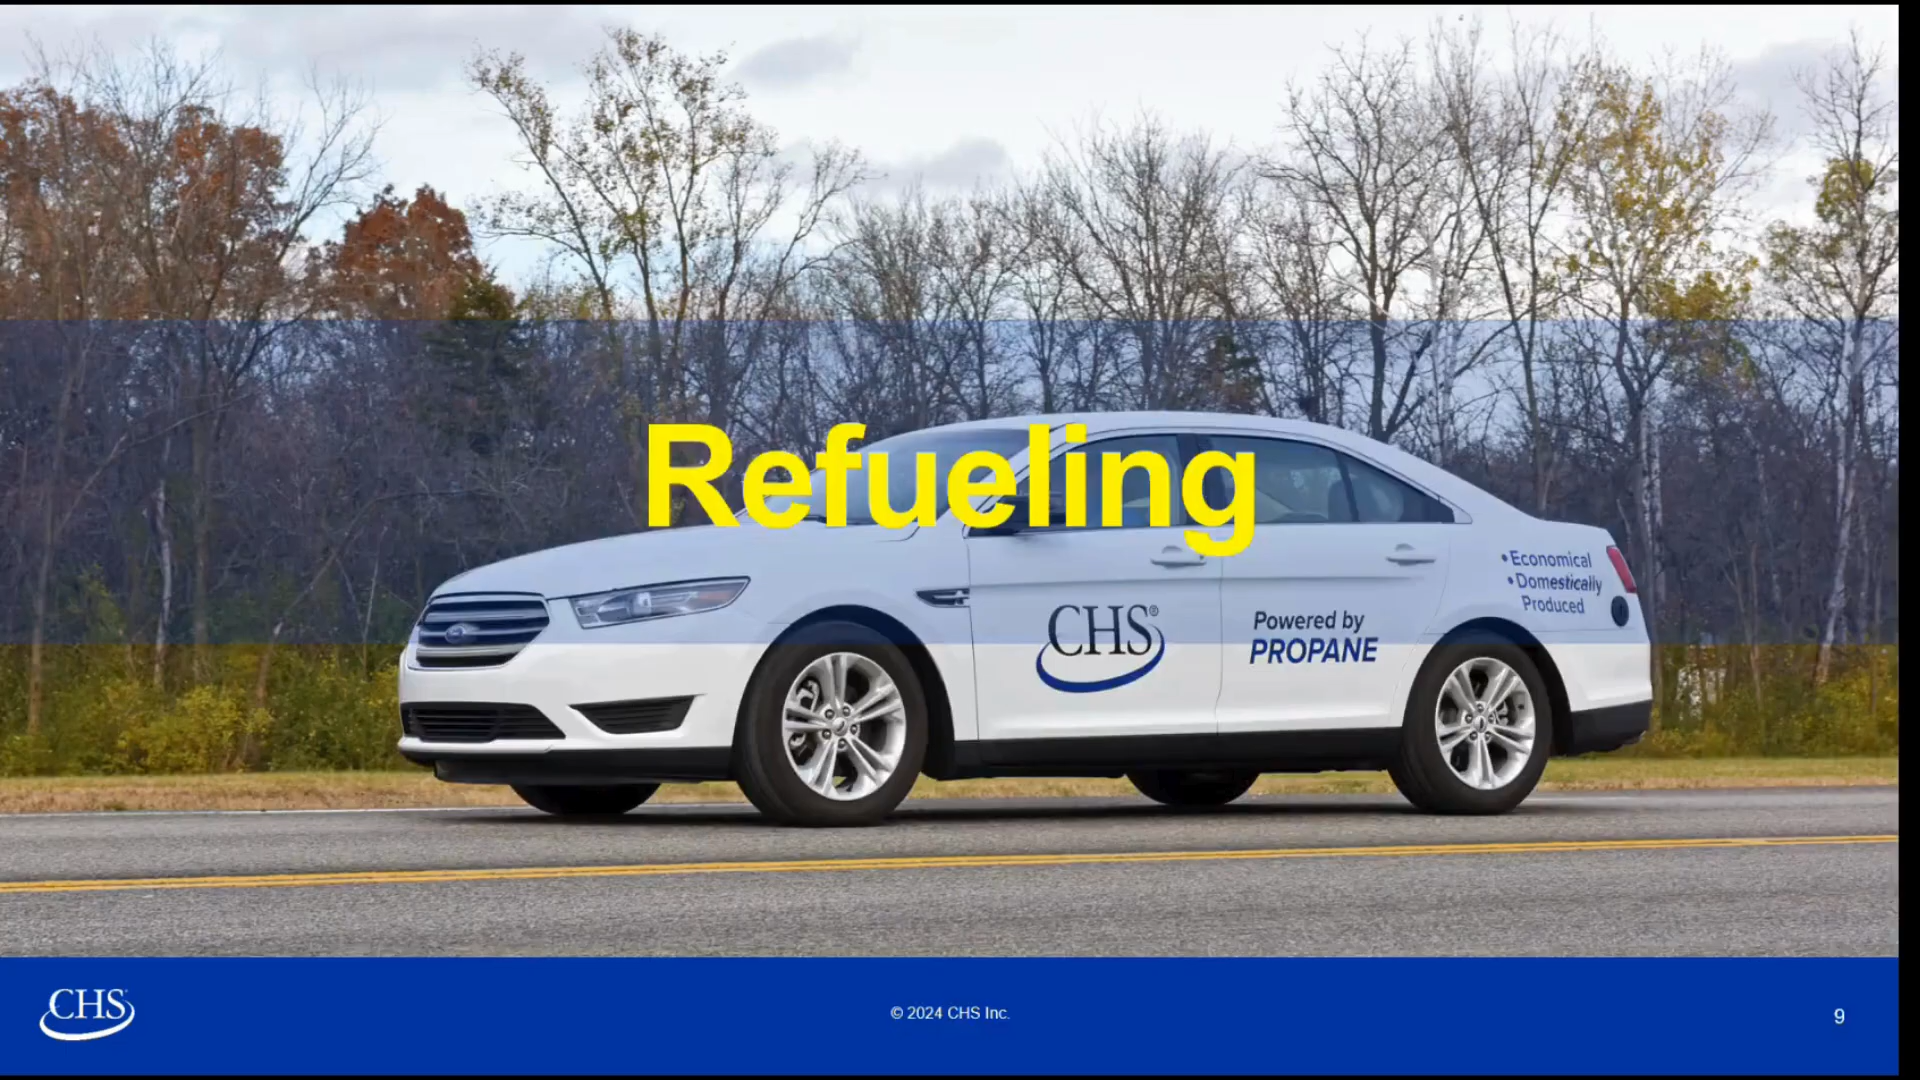 Refueling
• Economical
• Domestically
Produced
CHS®
Powered by
PROPANE
CHS
© 2024 CHS Inc.
9